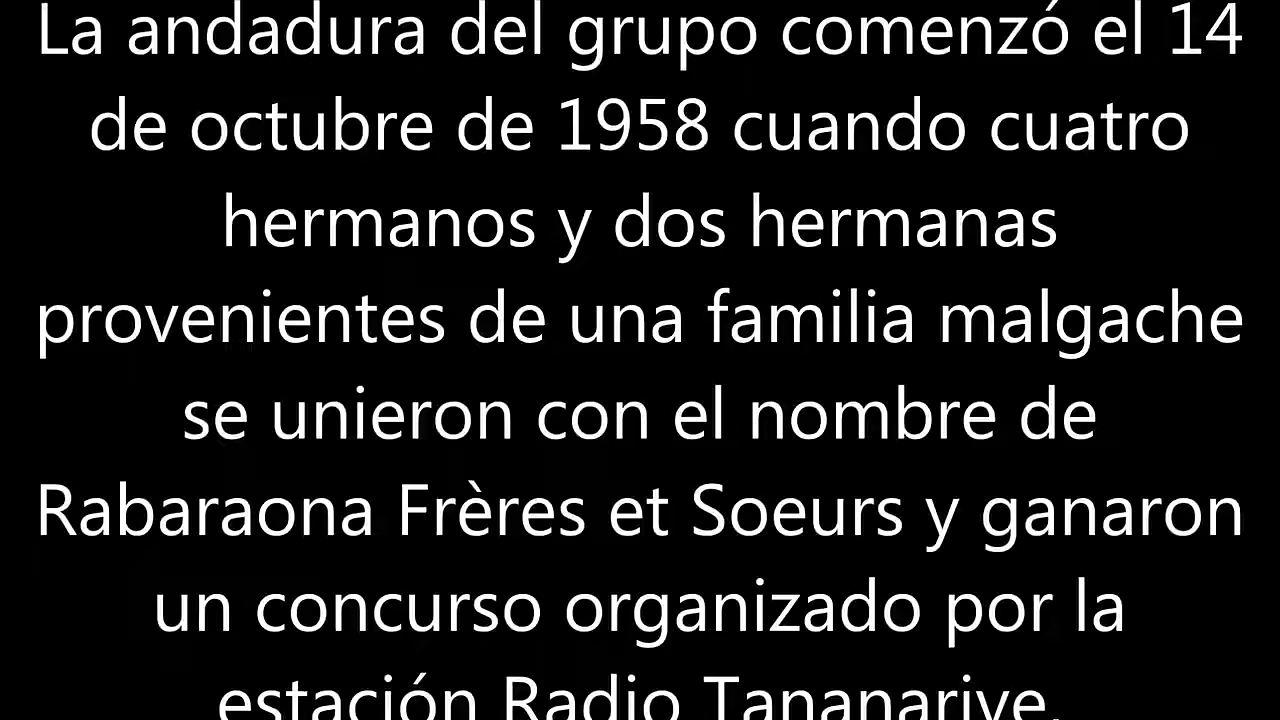 La andadura del grupo comenzó el 14
de octubre de 1958 cuando cuatro
hermanos y dos hermanas
provenientes de una familia malgache
se unieron con el nombre de
Rabaraona Frères et Soeurs y ganaron
un concurso organizado por la
estación Radio Tananarive.